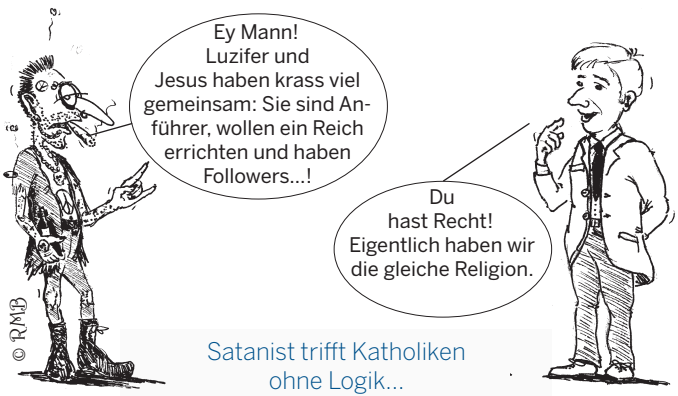 Ey Mann!
Luzifer und
Jesus haben krass viel
gemeinsam: Sie sind An-
führer, wollen ein Reich
errichten und haben
Followers...!
Du
hast Recht!
Eigentlich haben wir
die gleiche Religion.
© RMB
Satanist trifft Katholiken
ohne Logik...